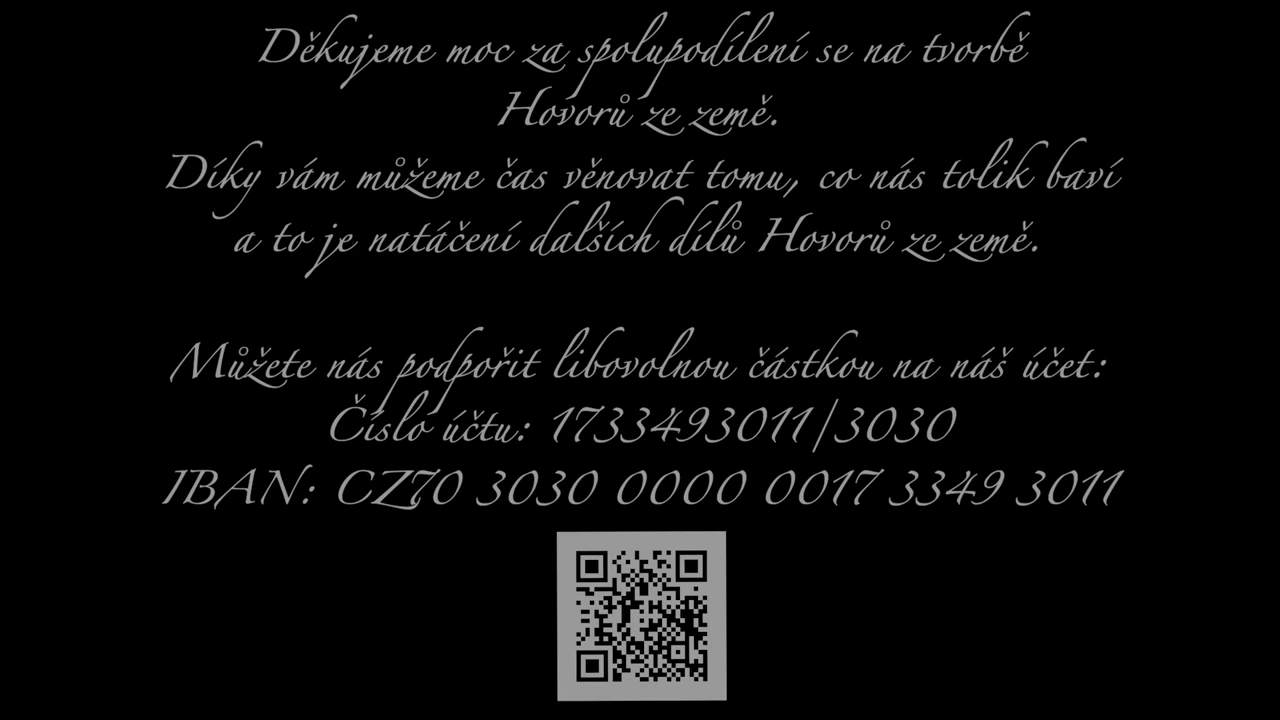 Děkujeme moc za spolupodílení se na tvorbě
Hovorů ze země.
Díky vám můžeme čas věnovat tomu, co nás tolik baví
a to je natáčení dalších dílů Hovorů ze země.
Můžete nás podpořit libovolnou částkou na náš účet:
Číslo účtu: 1733493011/3030
IBAN: CZ70 3030 0000 0017 3349 3011